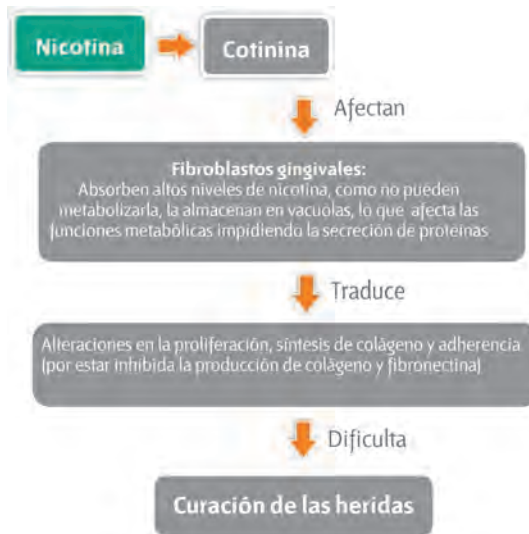 Nicotina
Cotinina
Afectan
Fibroblastos gingivales:
Absorben altos niveles de nicotina, como no pueden
metabolizarla, la almacenan en vacuolas, lo que afecta las
funciones metabólicas impidiendo la secreción de proteínas
Traduce
Alteraciones en la proliferación, síntesis de colágeno y adherencia
(por estar inhibida la producción de colágeno y fibronectina)
Dificulta
Curación de las heridas